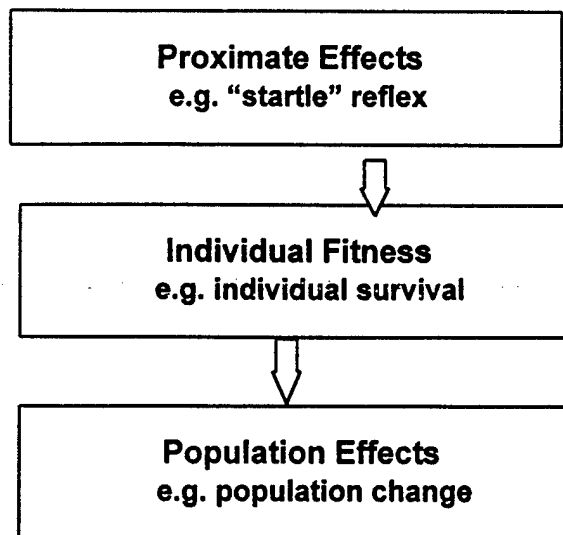 Proximate Effects
e.g. “startle” reflex
Individual Fitness
e.g. individual survival
Population Effects
e.g. population change